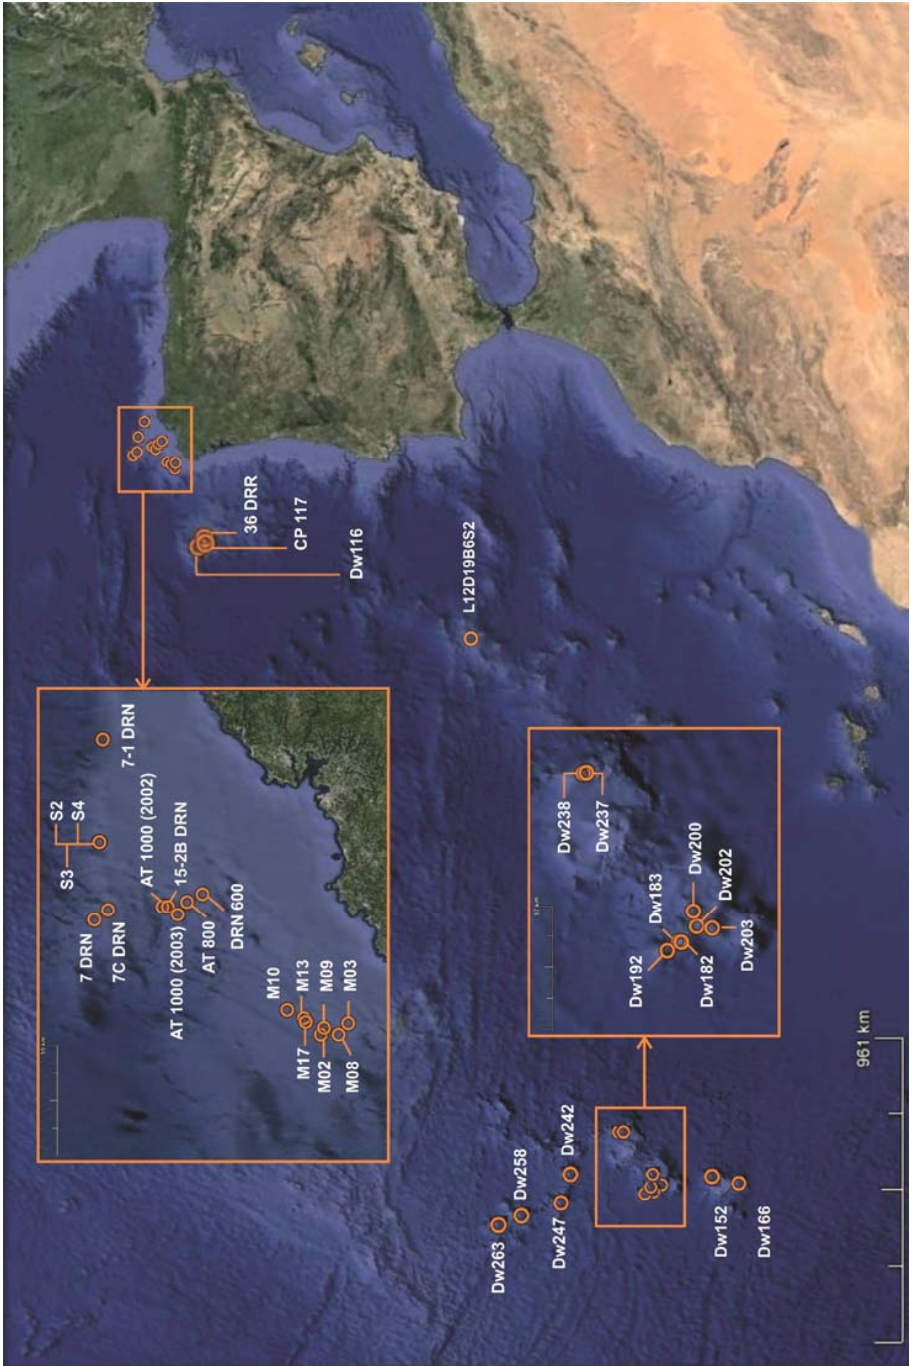 S2
S3
S4
7-1 DRN
7 DRN
7C DRN
AT 1000 (2002)
15-2B DRN
AT 1000 (2003)
AT 800
DRN 600
M10
M13
M17
M09
M02
M03
M08
36 DRR
CP 117
Dw116
L12D19B6S2
Dw238
Dw237
Dw200
Dw202
Dw183
Dw192
Dw182
Dw203
Dw242
Dw258
Dw247
Dw263
Dw152
Dw166
961 km